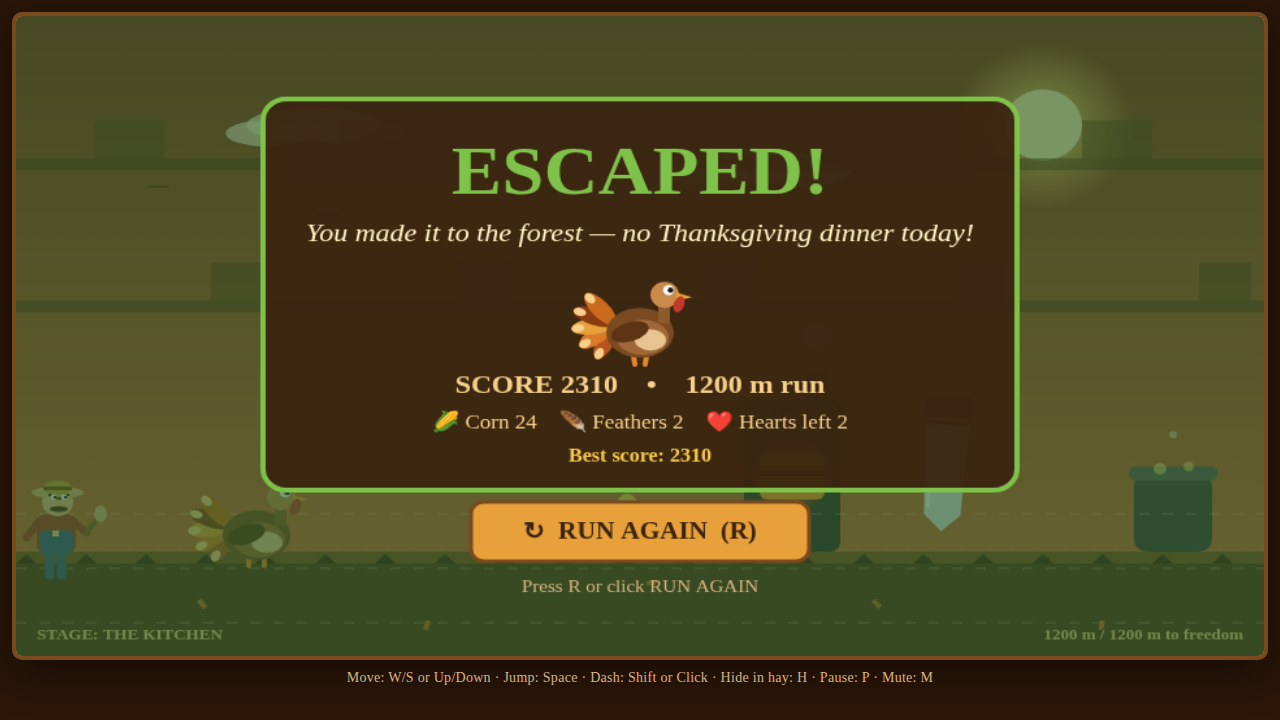 ESCAPED!
You made it to the forest — no Thanksgiving dinner today!
SCORE 2310 • 1200 m run
🌽 Corn 24 🪶 Feathers 2 ❤️ Hearts left 2
Best score: 2310
↻ RUN AGAIN (R)
Press R or click RUN AGAIN
STAGE: THE KITCHEN
1200 m / 1200 m to freedom
Move: W/S or Up/Down · Jump: Space · Dash: Shift or Click · Hide in hay: H · Pause: P · Mute: M